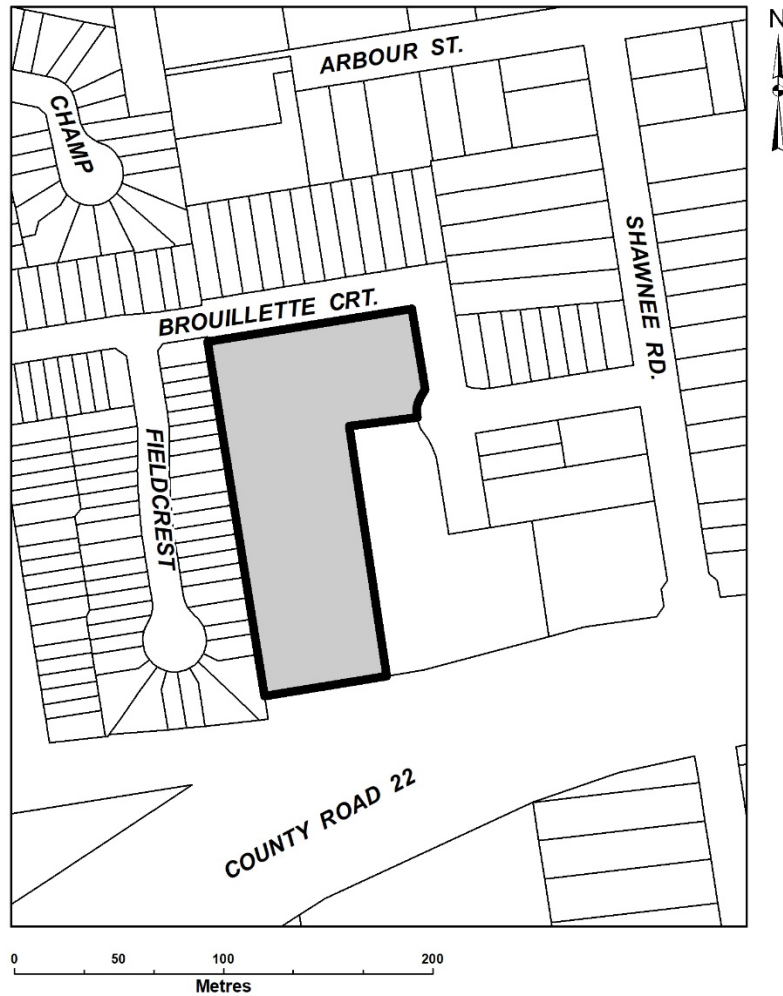 N
ARBOUR ST.
CHAMP
SHAWNEE RD.
BROUILLETTE CRT.
FIELDCREST
COUNTY ROAD 22
0 50 100 200
Metres